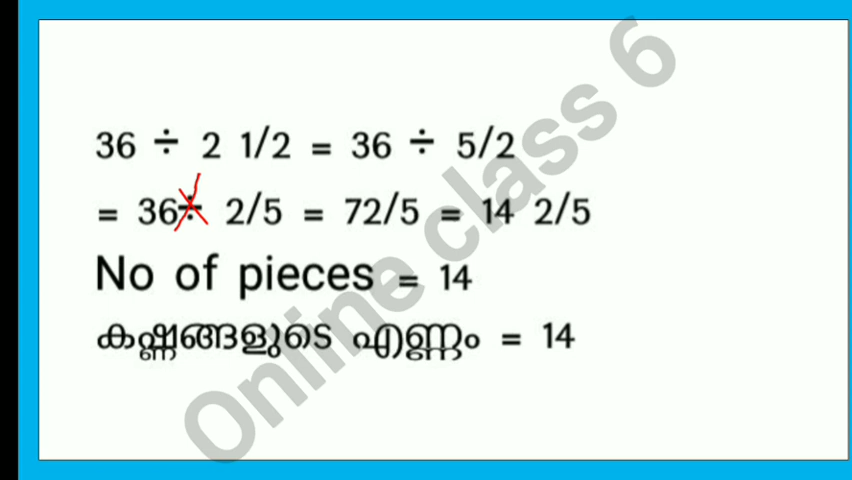 36 ÷ 2 1/2 = 36 ÷ 5/2
= 36× 2/5 = 72/5 = 14 2/5
No of pieces = 14
കഷ്ണങ്ങളുടെ എണ്ണം = 14
Online class 6